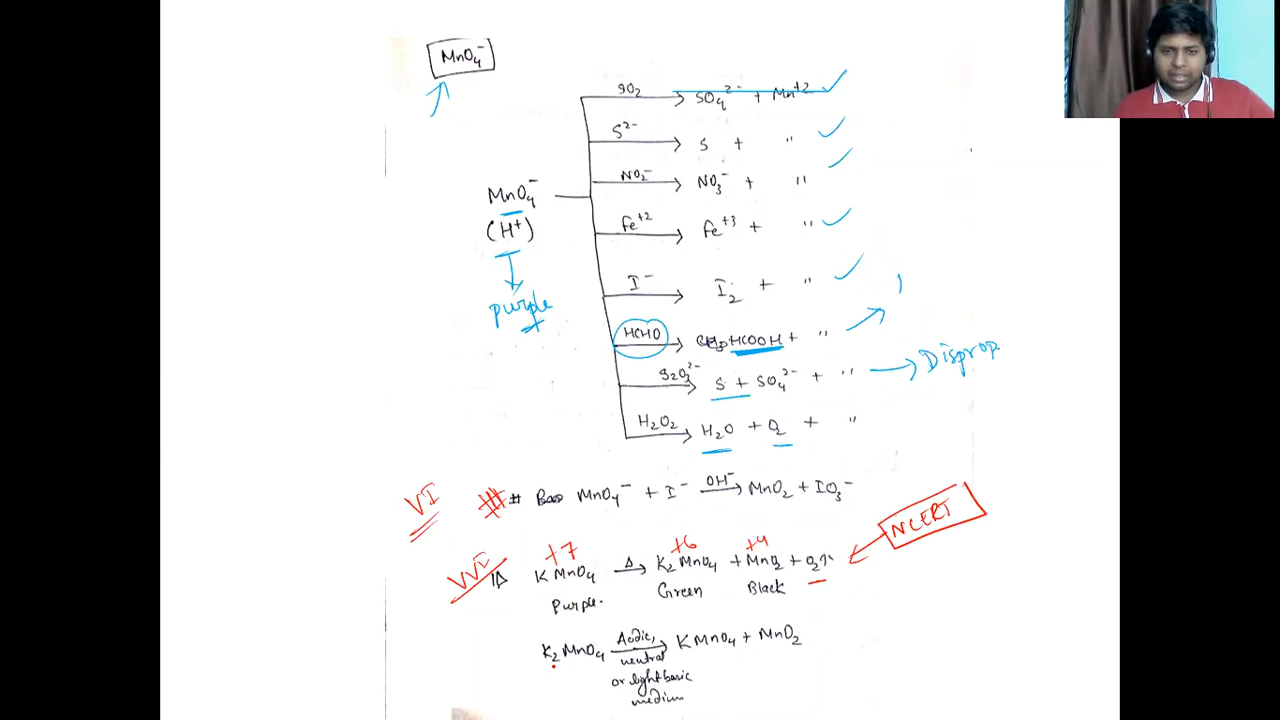 MnO₄⁻
SO₂ → SO₄²⁻ + Mn⁺²
S²⁻ → S + "
NO₂⁻ → NO₃⁻ + "
MnO₄⁻
(H⁺)
purple
Fe⁺² → Fe⁺³ + "
I⁻ → I₂ + "
HCHO → HCOOH + "
S₂O₃²⁻ → S + SO₄²⁻ + " → Disprop
H₂O₂ → H₂O + O₂ + "
VI # # MnO₄⁻ + I⁻ OH⁻ → MnO₂ + IO₃⁻
NCERT
+7 +6 +4
VVI KMnO₄ Δ → K₂MnO₄ + MnO₂ + O₂↑
Purple. Green Black
K₂MnO₄ Acidic, → KMnO₄ + MnO₂
neutral
or light basic
medium